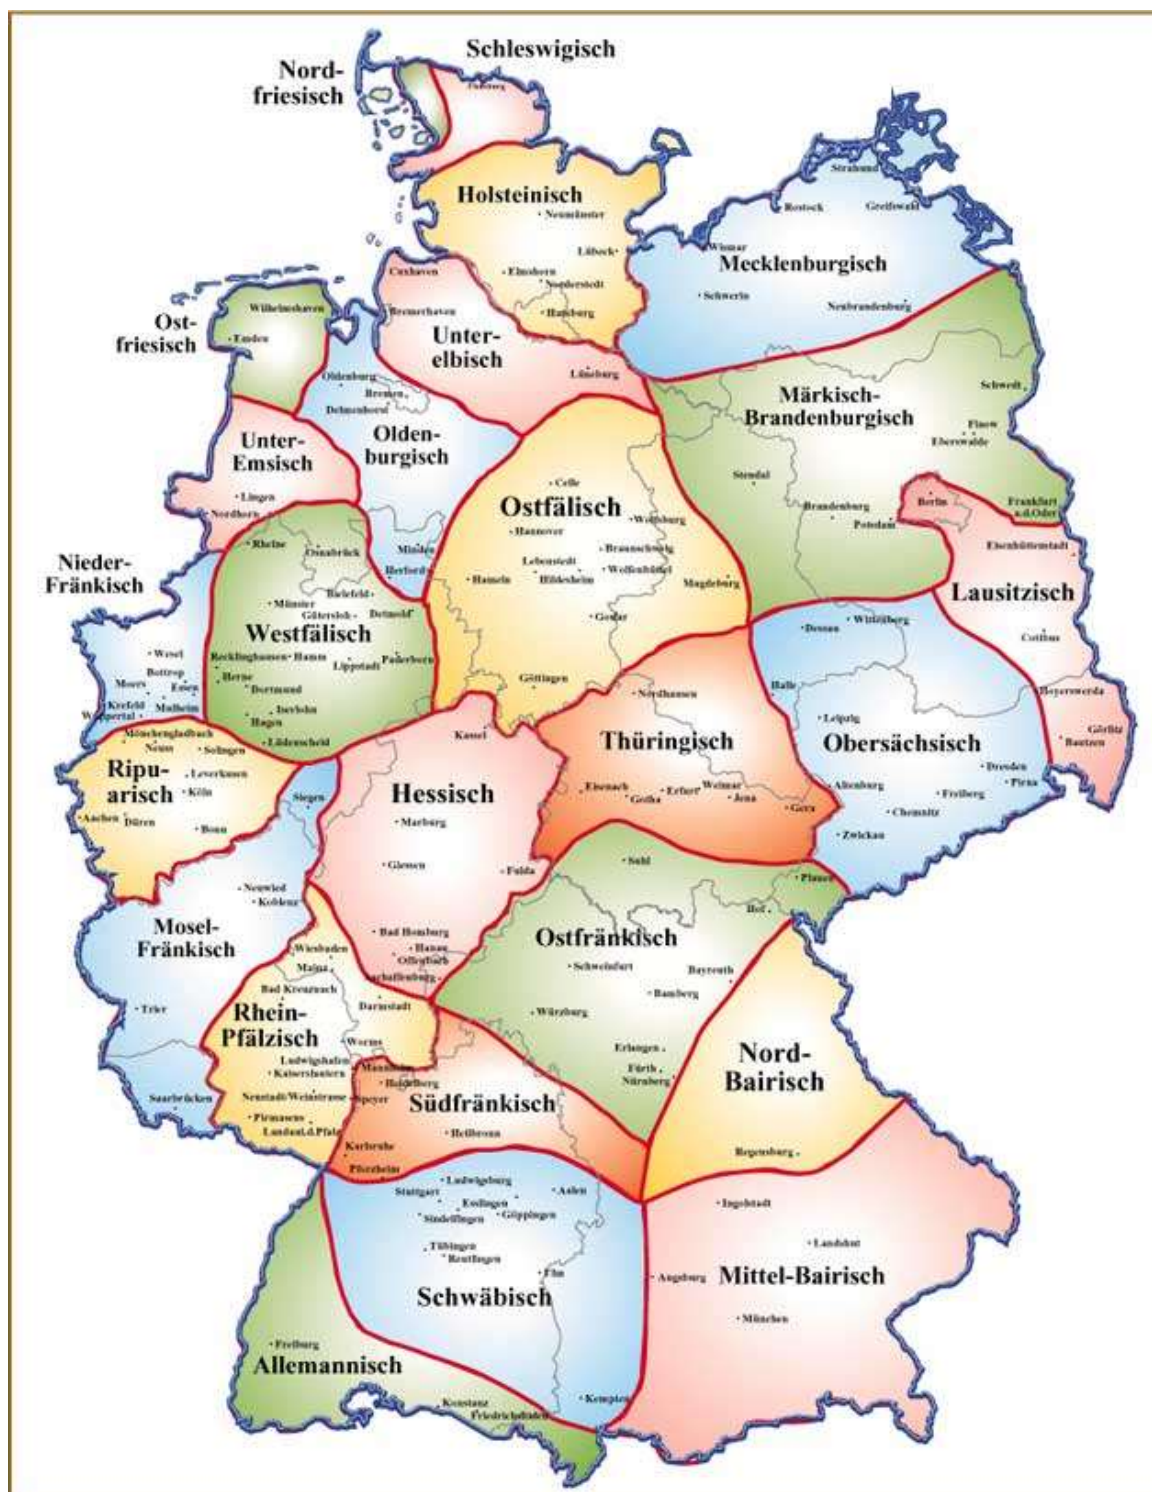 Schleswigisch
Nord-
friesisch
Flensburg
Holsteinisch
Neumünster
Lübeck
Elmshorn
Norderstedt
Hamburg
Stralsund
Rostock
Greifswald
Wismar
Mecklenburgisch
Schwerin
Neubrandenburg
Cuxhaven
Bremerhaven
Unter-
elbisch
Lüneburg
Wilhelmshaven
Ost-
friesisch
Emden
Oldenburg
Bremen
Delmenhorst
Olden-
burgisch
Minden
Herford
Märkisch-
Brandenburgisch
Schwedt
Finow
Eberswalde
Stendal
Brandenburg
Potsdam
Berlin
Frankfurt
a.d.Oder
Unter-
Emsisch
Lingen
Nordhorn
Ostfälisch
Celle
Hannover
Wolfsburg
Braunschweig
Lebenstedt
Wolfenbüttel
Hameln
Hildesheim
Magdeburg
Goslar
Göttingen
Eisenhüttenstadt
Lausitzisch
Cottbus
Hoyerswerda
Görlitz
Bautzen
Nieder-
Fränkisch
Wesel
Bottrop
Moers
Essen
Krefeld
Mulheim
Wuppertal
Rheine
Osnabrück
Bielefeld
Münster
Gütersloh
Detmold
Westfälisch
Recklinghausen
Hamm
Lippstadt
Paderborn
Herne
Dortmund
Iserlohn
Hagen
Lüdenscheid
Dessau
Wittenberg
Halle
Leipzig
Obersächsisch
Dresden
Pirna
Altenburg
Freiberg
Chemnitz
Zwickau
Nordhausen
Thüringisch
Eisenach
Gotha
Erfurt
Weimar
Jena
Gera
Mönchengladbach
Neuss
Solingen
Ripu-
arisch
Leverkusen
Köln
Aachen
Düren
Bonn
Siegen
Kassel
Hessisch
Marburg
Giessen
Fulda
Bad Homburg
Hanau
Offenbach
Aschaffenburg
Neuwied
Koblenz
Mosel-
Fränkisch
Trier
Saarbrücken
Suhl
Plauen
Hof
Ostfränkisch
Schweinfurt
Bayreuth
Bamberg
Würzburg
Erlangen
Fürth
Nürnberg
Wiesbaden
Mainz
Bad Kreuznach
Darmstadt
Rhein-
Pfälzisch
Worms
Ludwigshafen
Kaiserslautern
Neustadt/Weinstrasse
Pirmasens
Landau i.d.Pfalz
Mannheim
Heidelberg
Speyer
Südfränkisch
Heilbronn
Karlsruhe
Pforzheim
Nord-
Bairisch
Regensburg
Ludwigsburg
Stuttgart
Aalen
Esslingen
Sindelfingen
Göppingen
Tübingen
Reutlingen
Ulm
Schwäbisch
Kempten
Ingolstadt
Landshut
Augsburg
Mittel-Bairisch
München
Freiburg
Allemannisch
Konstanz
Friedrichshafen